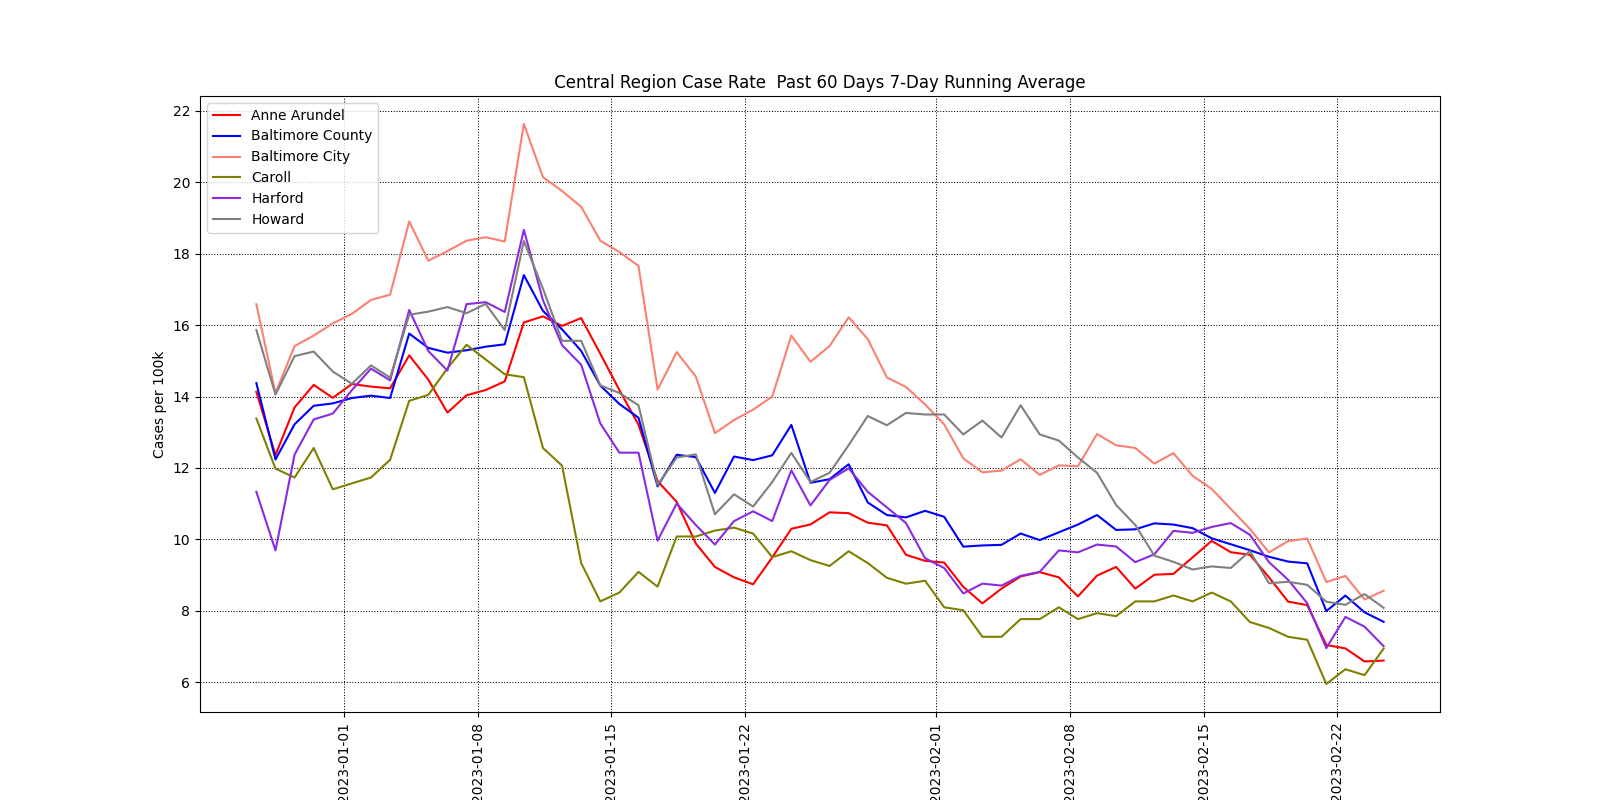 Central Region Case Rate  Past 60 Days 7-Day Running Average
Anne Arundel
Baltimore County
Baltimore City
Caroll
Harford
Howard
Cases per 100k
22
20
18
16
14
12
10
8
6
2023-01-01
2023-01-08
2023-01-15
2023-01-22
2023-02-01
2023-02-08
2023-02-15
2023-02-22